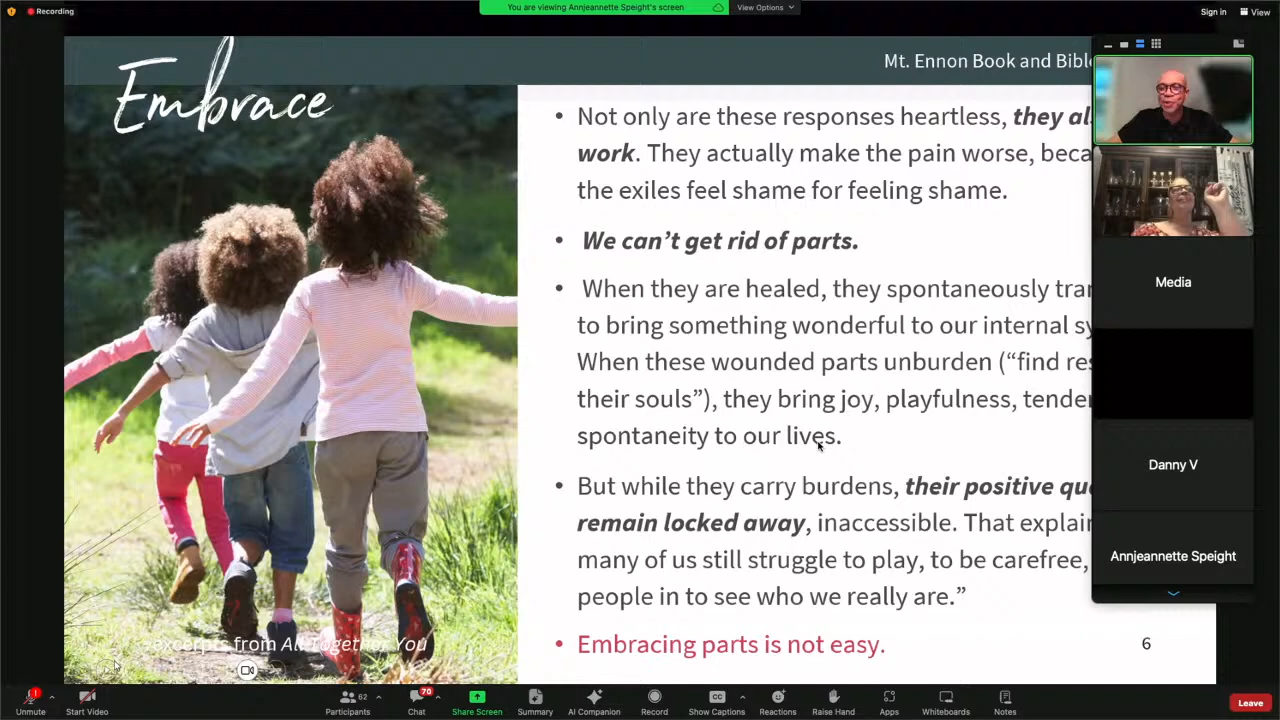 Recording
You are viewing Annjeannette Speight's screen
View Options
Sign in
View
Embrace
Mt. Ennon Book and Bible
• Not only are these responses heartless, they al
work. They actually make the pain worse, beca
the exiles feel shame for feeling shame.
• We can’t get rid of parts.
• When they are healed, they spontaneously tran
to bring something wonderful to our internal sy
When these wounded parts unburden (“find res
their souls”), they bring joy, playfulness, tender
spontaneity to our lives.
• But while they carry burdens, their positive qua
remain locked away, inaccessible. That explain
many of us still struggle to play, to be carefree,
people in to see who we really are.”
• Embracing parts is not easy.
excerpts from All Together You
6
Media
Danny V
Annjeannette Speight
Unmute
Start Video
62
Participants
70
Chat
Share Screen
Summary
AI Companion
Record
Show Captions
Reactions
Raise Hand
Apps
Whiteboards
Notes
Leave